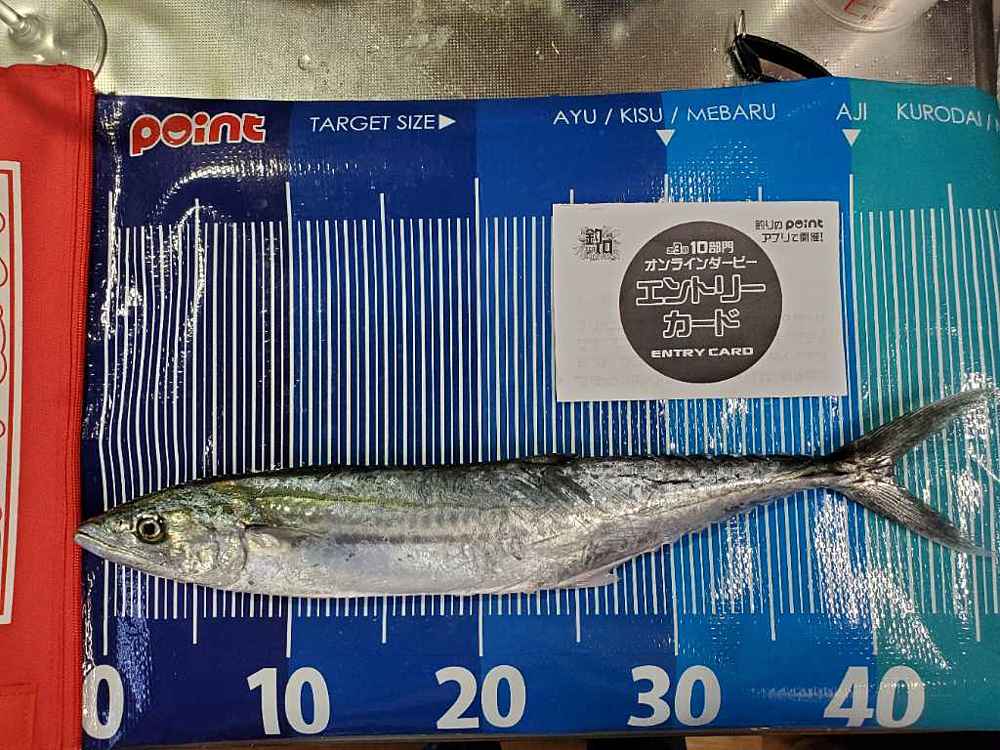 point
TARGET SIZE▶
AYU / KISU / MEBARU
AJI
KURODAI /
釣りのpointアプリで開催!
第3回10部門
オンラインダービー
エントリー
カード
ENTRY CARD
0
10
20
30
40